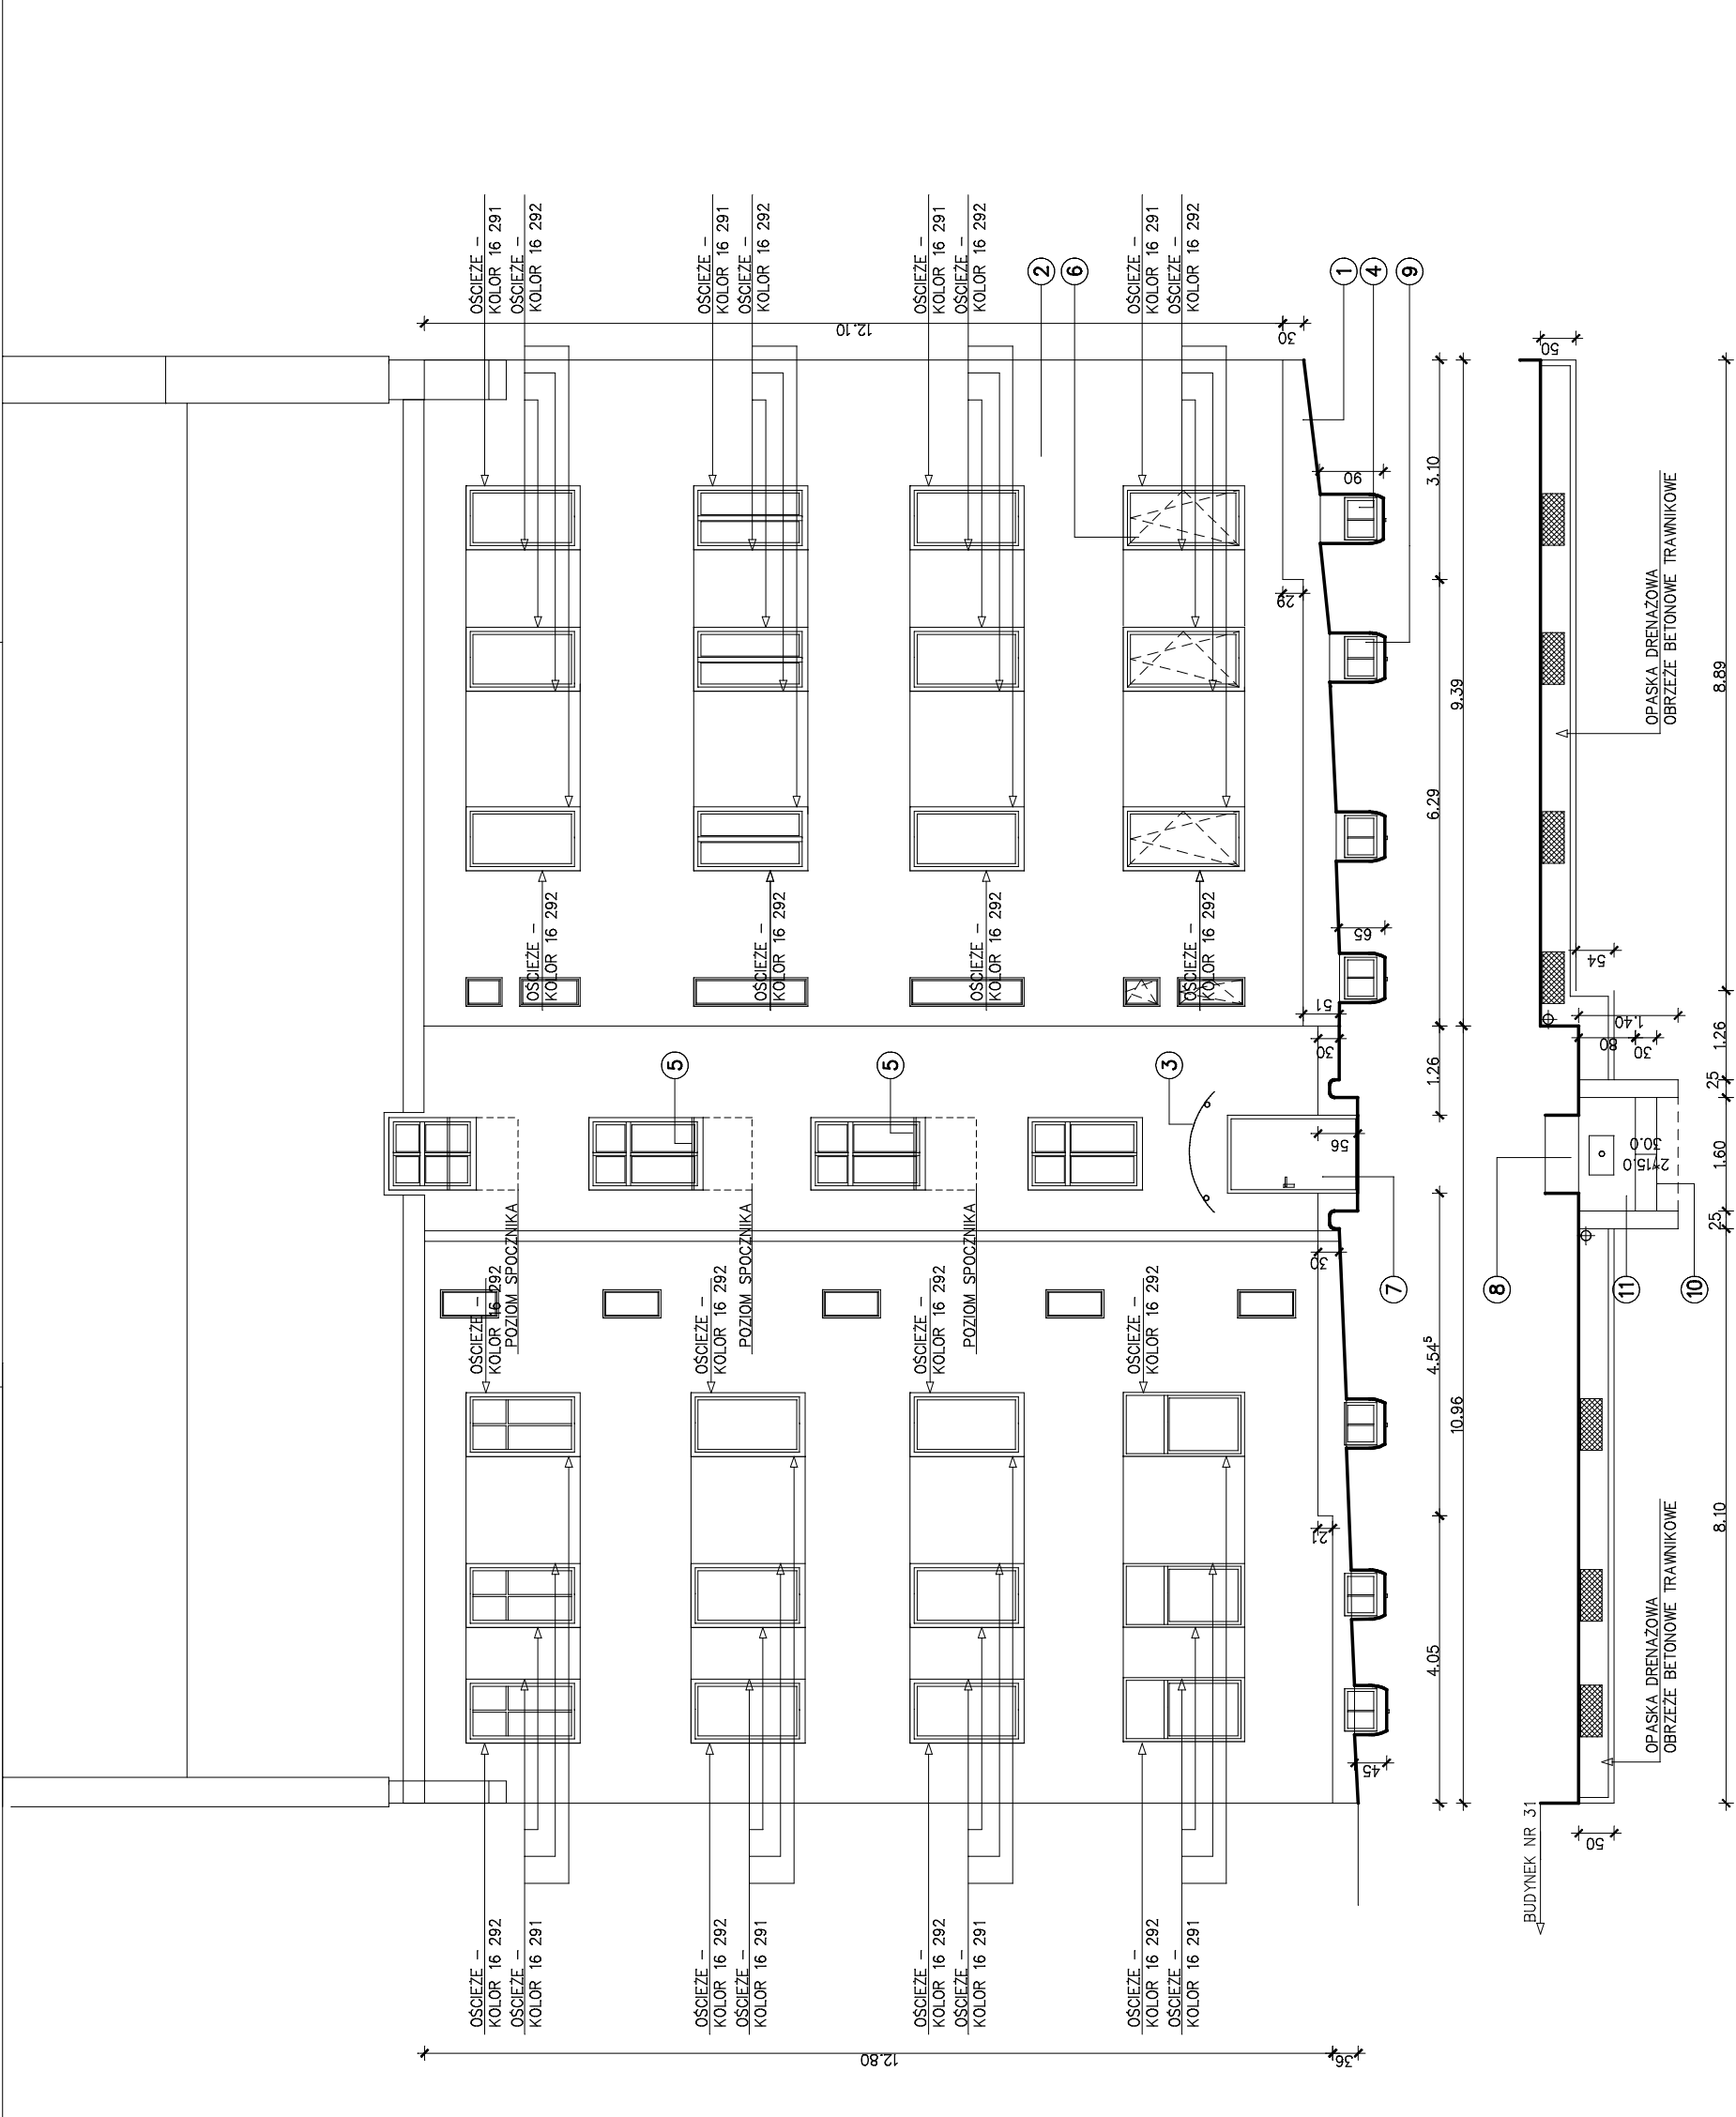 OŚCIEŻE –
KOLOR 16 292
OŚCIEŻE –
KOLOR 16 291
OŚCIEŻE –
KOLOR 16 292
POZIOM SPOCZNIKA
OŚCIEŻE –
KOLOR 16 292
OŚCIEŻE –
KOLOR 16 291
OŚCIEŻE –
KOLOR 16 292
OŚCIEŻE –
KOLOR 16 292
OŚCIEŻE –
KOLOR 16 291
OŚCIEŻE –
KOLOR 16 292
POZIOM SPOCZNIKA
5
OŚCIEŻE –
KOLOR 16 292
OŚCIEŻE –
KOLOR 16 291
OŚCIEŻE –
KOLOR 16 292
12.80
12.10
OŚCIEŻE –
KOLOR 16 292
OŚCIEŻE –
KOLOR 16 291
OŚCIEŻE –
KOLOR 16 292
POZIOM SPOCZNIKA
5
OŚCIEŻE –
KOLOR 16 292
OŚCIEŻE –
KOLOR 16 291
OŚCIEŻE –
KOLOR 16 292
2
6
OŚCIEŻE –
KOLOR 16 292
OŚCIEŻE –
KOLOR 16 291
OŚCIEŻE –
KOLOR 16 292
3
OŚCIEŻE –
KOLOR 16 292
OŚCIEŻE –
KOLOR 16 291
OŚCIEŻE –
KOLOR 16 292
36
21
30
56
30
51
29
30
45
65
90
7
1
4
9
4.05
4.54⁵
1.26
6.29
3.10
10.96
9.39
BUDYNEK NR 31
8
50
50
54
2*15.0
30.0
80
30
1.40
11
10
OPASKA DRENAŻOWA
OBRZEŻE BETONOWE TRAWNIKOWE
OPASKA DRENAŻOWA
OBRZEŻE BETONOWE TRAWNIKOWE
8.10
25
1.60
25
1.26
8.89